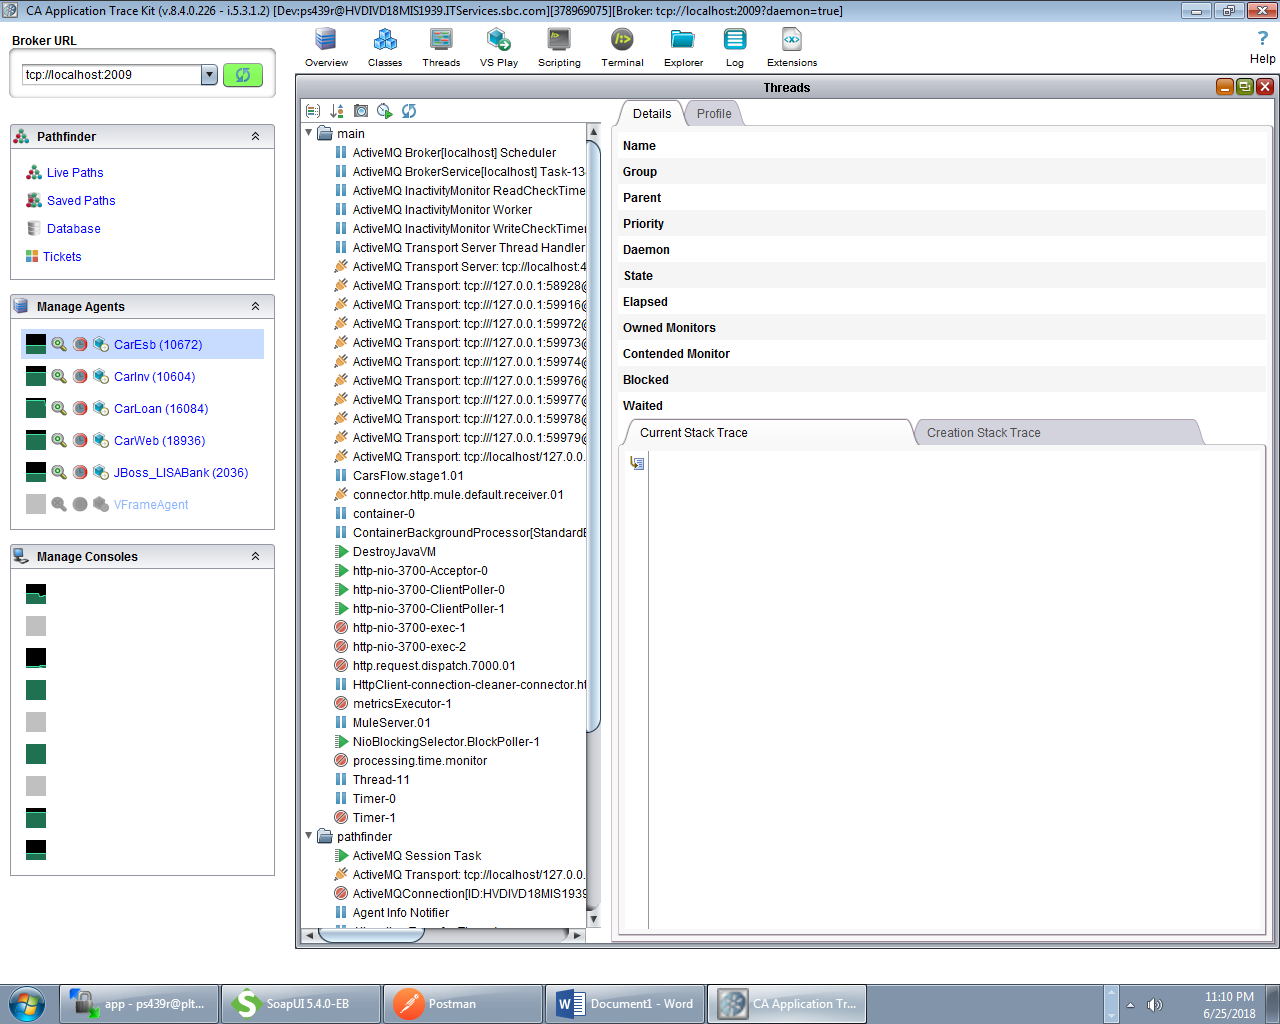 CA Application Trace Kit (v.8.4.0.226 - i.5.3.1.2) [Dev:ps439r@HVDIVD18MIS1939.ITServices.sbc.com][378969075][Broker: tcp://localhost:2009?daemon=true]
Broker URL
tcp://localhost:2009
Overview
Classes
Threads
VS Play
Scripting
Terminal
Explorer
Log
Extensions
Help
Pathfinder
Live Paths
Saved Paths
Database
Tickets
Manage Agents
CarEsb (10672)
CarInv (10604)
CarLoan (16084)
CarWeb (18936)
JBoss_LISABank (2036)
VFrameAgent
Manage Consoles
Threads
main
ActiveMQ Broker[localhost] Scheduler
ActiveMQ BrokerService[localhost] Task-13
ActiveMQ InactivityMonitor ReadCheckTime
ActiveMQ InactivityMonitor Worker
ActiveMQ InactivityMonitor WriteCheckTimer
ActiveMQ Transport Server Thread Handler
ActiveMQ Transport Server: tcp://localhost:4
ActiveMQ Transport: tcp:///127.0.0.1:58928@
ActiveMQ Transport: tcp:///127.0.0.1:59916@
ActiveMQ Transport: tcp:///127.0.0.1:59972@
ActiveMQ Transport: tcp:///127.0.0.1:59973@
ActiveMQ Transport: tcp:///127.0.0.1:59974@
ActiveMQ Transport: tcp:///127.0.0.1:59976@
ActiveMQ Transport: tcp:///127.0.0.1:59977@
ActiveMQ Transport: tcp:///127.0.0.1:59978@
ActiveMQ Transport: tcp:///127.0.0.1:59979@
ActiveMQ Transport: tcp://localhost/127.0.0.
CarsFlow.stage1.01
connector.http.mule.default.receiver.01
container-0
ContainerBackgroundProcessor[StandardE
DestroyJavaVM
http-nio-3700-Acceptor-0
http-nio-3700-ClientPoller-0
http-nio-3700-ClientPoller-1
http-nio-3700-exec-1
http-nio-3700-exec-2
http.request.dispatch.7000.01
HttpClient-connection-cleaner-connector.ht
metricsExecutor-1
MuleServer.01
NioBlockingSelector.BlockPoller-1
processing.time.monitor
Thread-11
Timer-0
Timer-1
pathfinder
ActiveMQ Session Task
ActiveMQ Transport: tcp://localhost/127.0.0.
ActiveMQConnection[ID:HVDIVD18MIS1939
Agent Info Notifier
Details
Profile
Name
Group
Parent
Priority
Daemon
State
Elapsed
Owned Monitors
Contended Monitor
Blocked
Waited
Current Stack Trace
Creation Stack Trace
app - ps439r@plt...
SoapUI 5.4.0-EB
Postman
Document1 - Word
CA Application Tr...
11:10 PM
6/25/2018